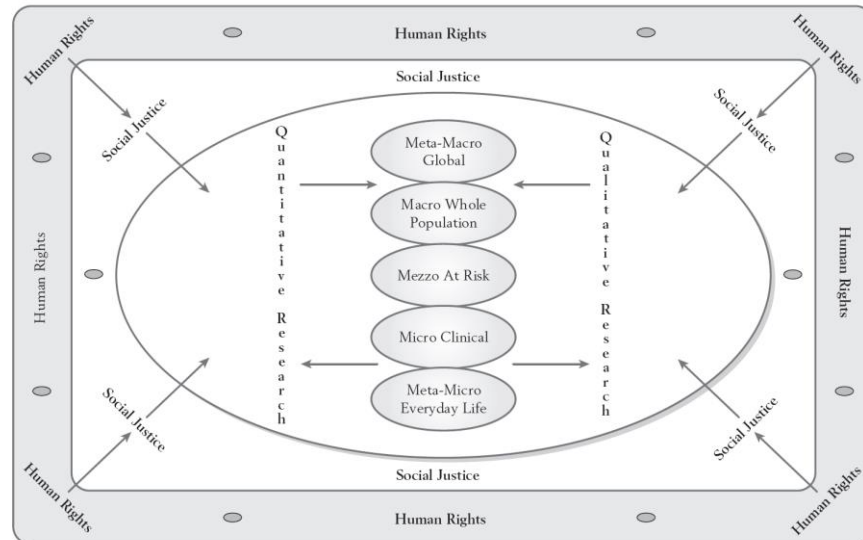 Human Rights
Human Rights
Human Rights
Social Justice
Social Justice
Social Justice
Quantitative Research
Meta-Macro
Global
Macro Whole
Population
Mezzo At Risk
Micro Clinical
Meta-Micro
Everyday Life
Qualitative Research
Human Rights
Human Rights
Social Justice
Social Justice
Social Justice
Human Rights
Human Rights
Human Rights